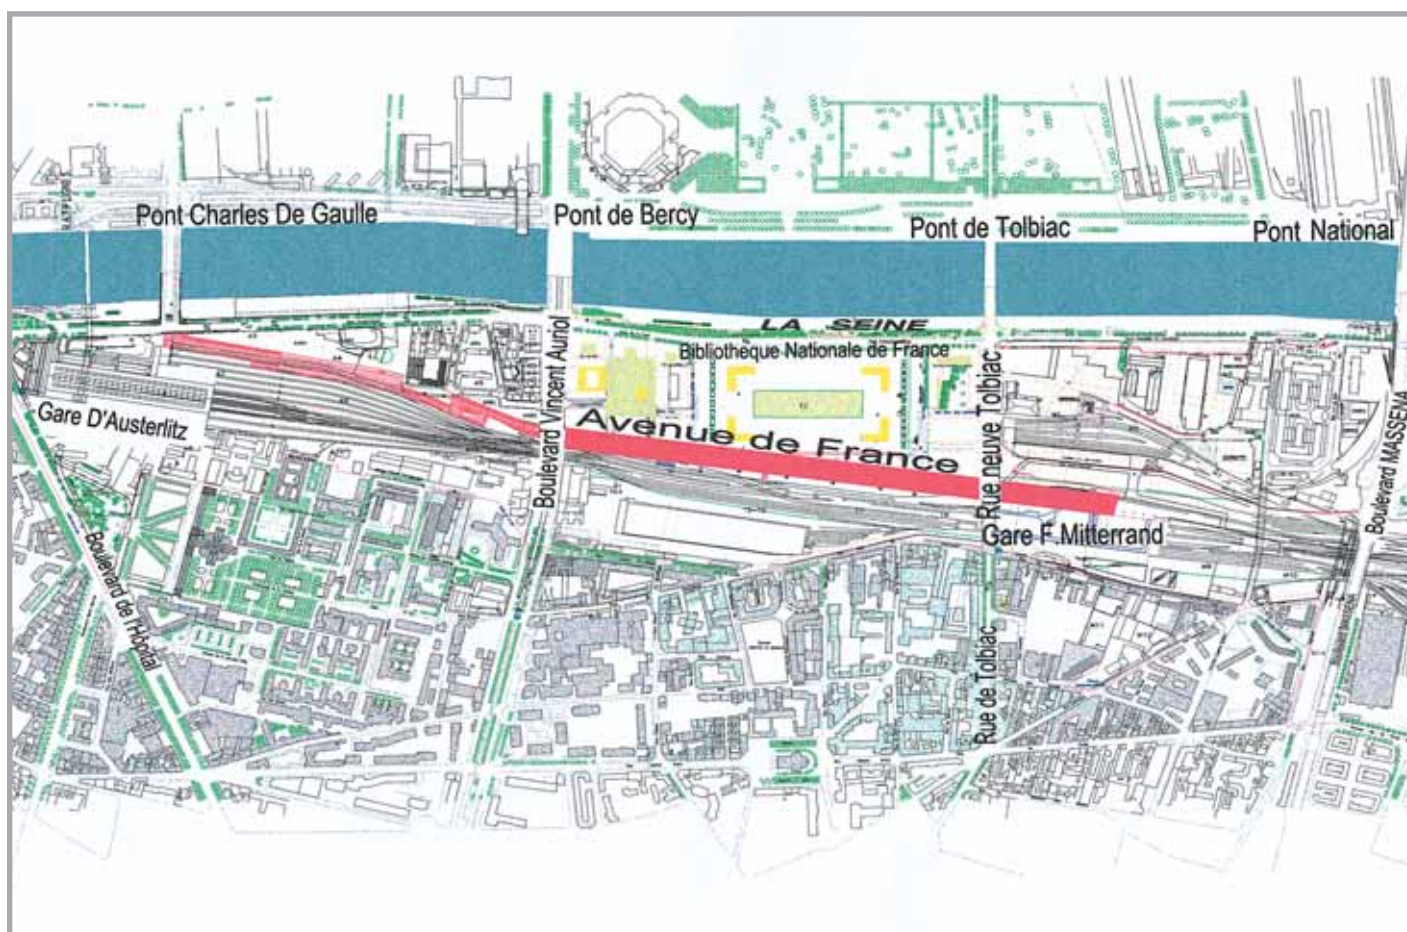 Pont Charles De Gaulle
Pont de Bercy
Pont de Tolbiac
Pont National
LA SEINE
Bibliothèque Nationale de France
Boulevard Vincent Auriol
Rue neuve Tolbiac
Avenue de France
Gare D'Austerlitz
Boulevard MASSENA
Gare F.Mitterrand
Boulevard de l'Hôpital
Rue de Tolbiac